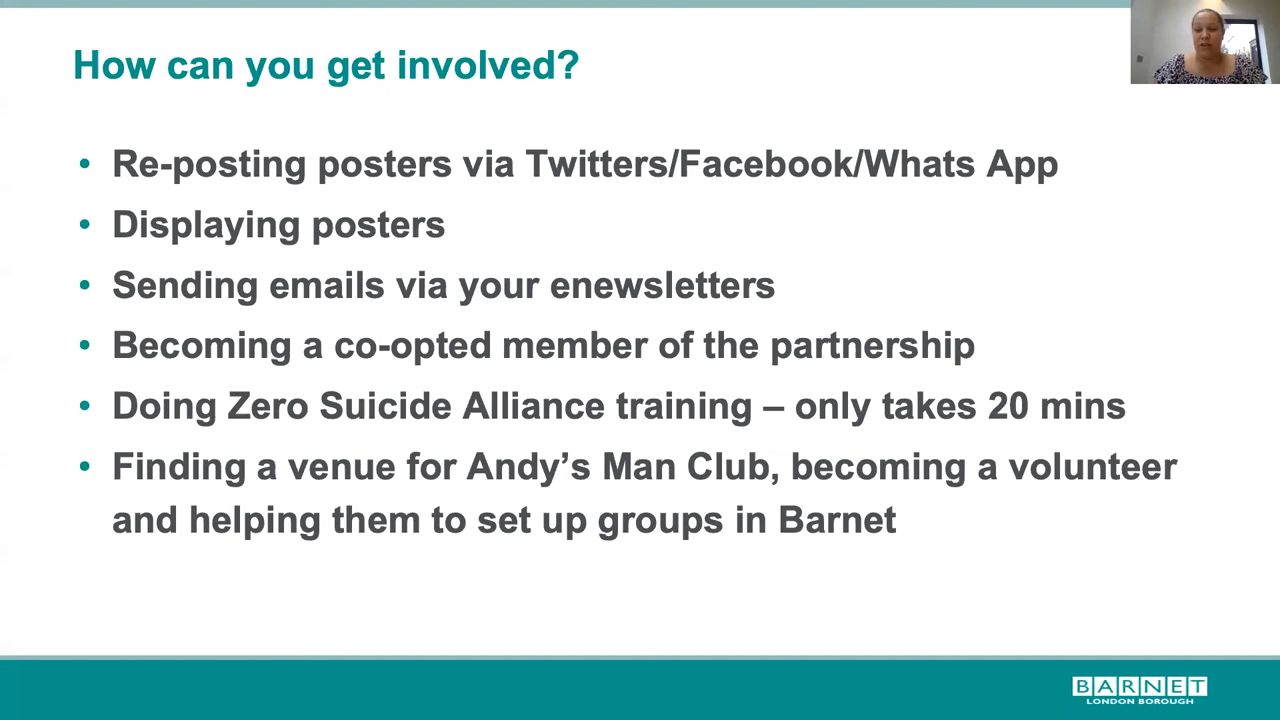 How can you get involved?
• Re-posting posters via Twitters/Facebook/Whats App
• Displaying posters
• Sending emails via your enewsletters
• Becoming a co-opted member of the partnership
• Doing Zero Suicide Alliance training – only takes 20 mins
• Finding a venue for Andy’s Man Club, becoming a volunteer
and helping them to set up groups in Barnet
BARNET
LONDON BOROUGH